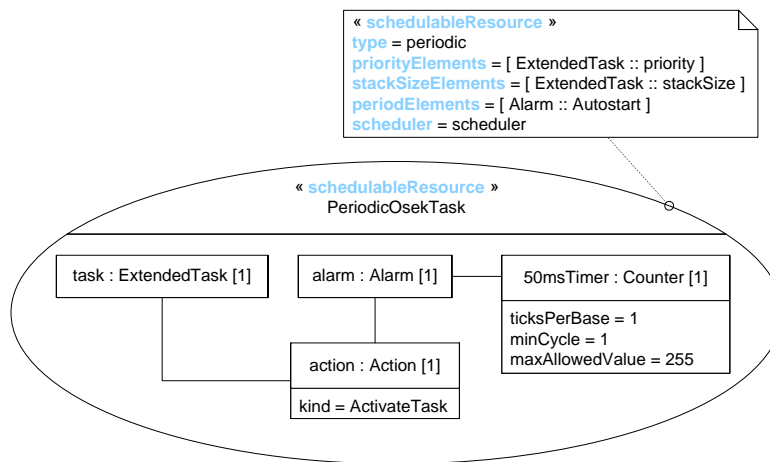 « schedulableResource »
type = periodic
priorityElements = [ ExtendedTask :: priority ]
stackSizeElements = [ ExtendedTask :: stackSize ]
periodElements = [ Alarm :: Autostart ]
scheduler = scheduler
« schedulableResource »
PeriodicOsekTask
task : ExtendedTask [1]
alarm : Alarm [1]
50msTimer : Counter [1]
ticksPerBase = 1
minCycle = 1
maxAllowedValue = 255
action : Action [1]
kind = ActivateTask